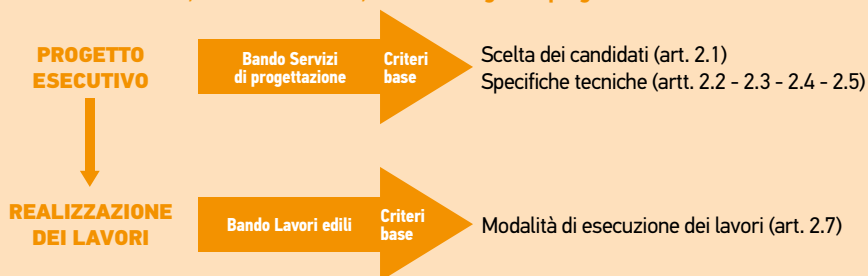 PROGETTO
ESECUTIVO
Bando Servizi
di progettazione
Criteri
base
Scelta dei candidati (art. 2.1)
Specifiche tecniche (artt. 2.2 - 2.3 - 2.4 - 2.5)
REALIZZAZIONE
DEI LAVORI
Bando Lavori edili
Criteri
base
Modalità di esecuzione dei lavori (art. 2.7)